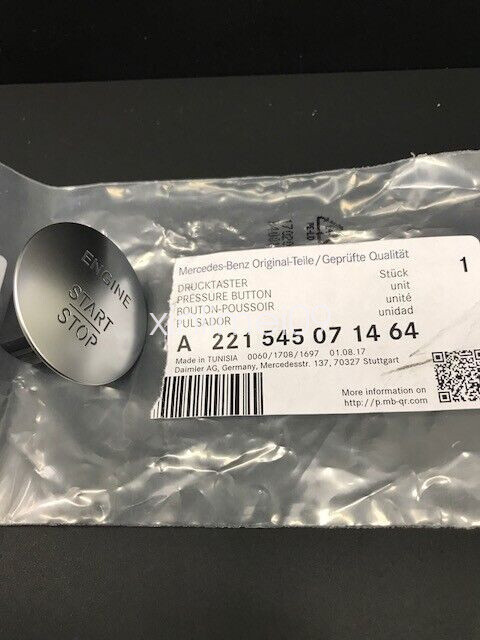 ENGINE
START
STOP
Mercedes-Benz Original-Teile/Geprüfte Qualität
DRUCKTASTER Stück 1
PRESSURE BUTTON unit
BOUTON-POUSSOIR unité
PULSADOR unidad
A 221 545 07 14 64
Made in TUNISIA 0060/1708/1697 01.08.17
Daimler AG, Germany, Mercedesstr. 137, 70327 Stuttgart
More information on
http://p.mb-qr.com